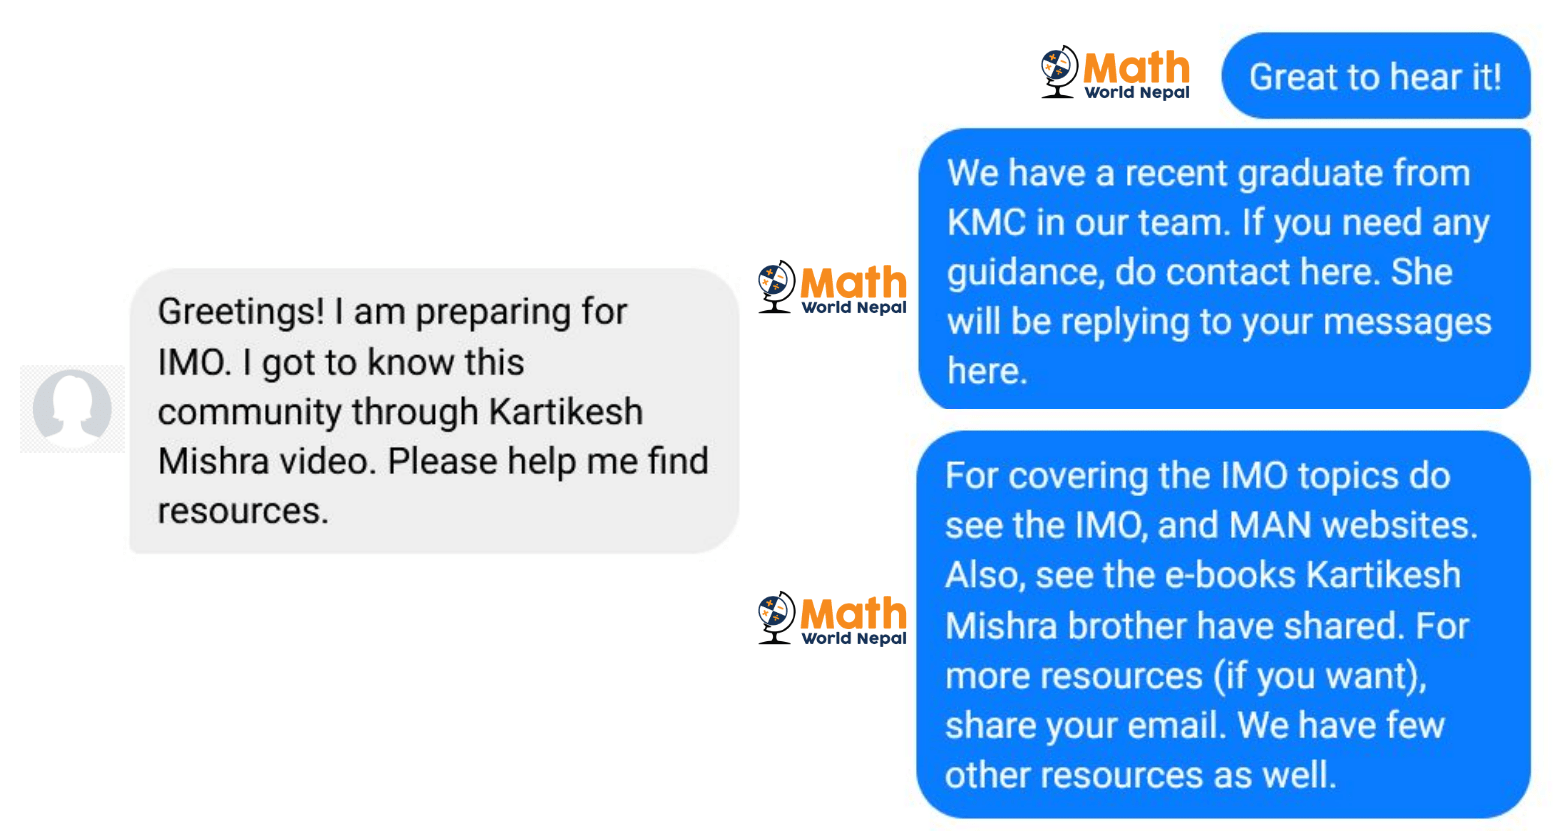 Greetings! I am preparing for
IMO. I got to know this
community through Kartikesh
Mishra video. Please help me find
resources.
Math
World Nepal
Great to hear it!
Math
World Nepal
We have a recent graduate from
KMC in our team. If you need any
guidance, do contact here. She
will be replying to your messages
here.
Math
World Nepal
For covering the IMO topics do
see the IMO, and MAN websites.
Also, see the e-books Kartikesh
Mishra brother have shared. For
more resources (if you want),
share your email. We have few
other resources as well.